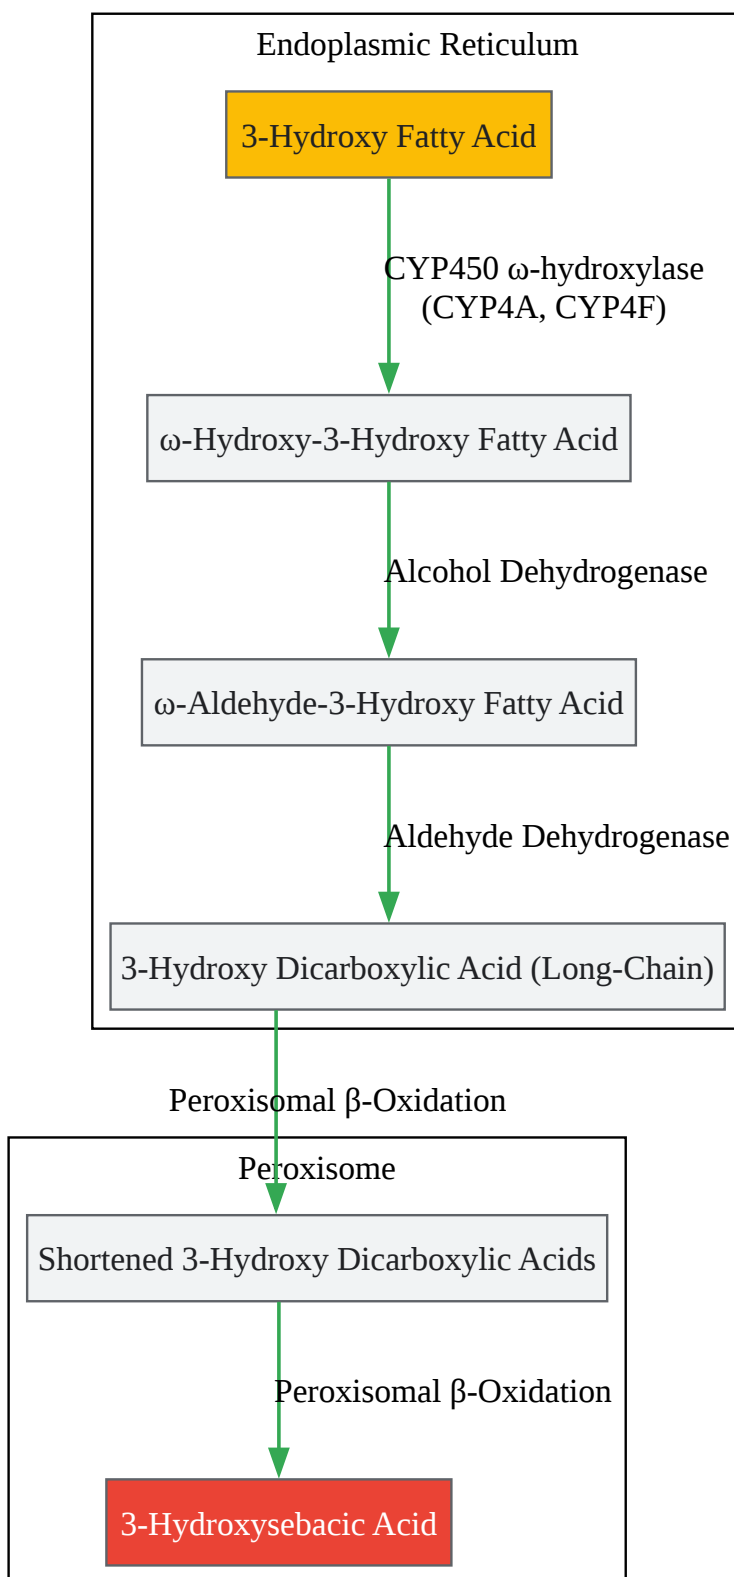 Endoplasmic Reticulum
3-Hydroxy Fatty Acid
CYP450 ω-hydroxylase
(CYP4A, CYP4F)
ω-Hydroxy-3-Hydroxy Fatty Acid
Alcohol Dehydrogenase
ω-Aldehyde-3-Hydroxy Fatty Acid
Aldehyde Dehydrogenase
3-Hydroxy Dicarboxylic Acid (Long-Chain)
Peroxisomal β-Oxidation
Peroxisome
Shortened 3-Hydroxy Dicarboxylic Acids
Peroxisomal β-Oxidation
3-Hydroxysebacic Acid